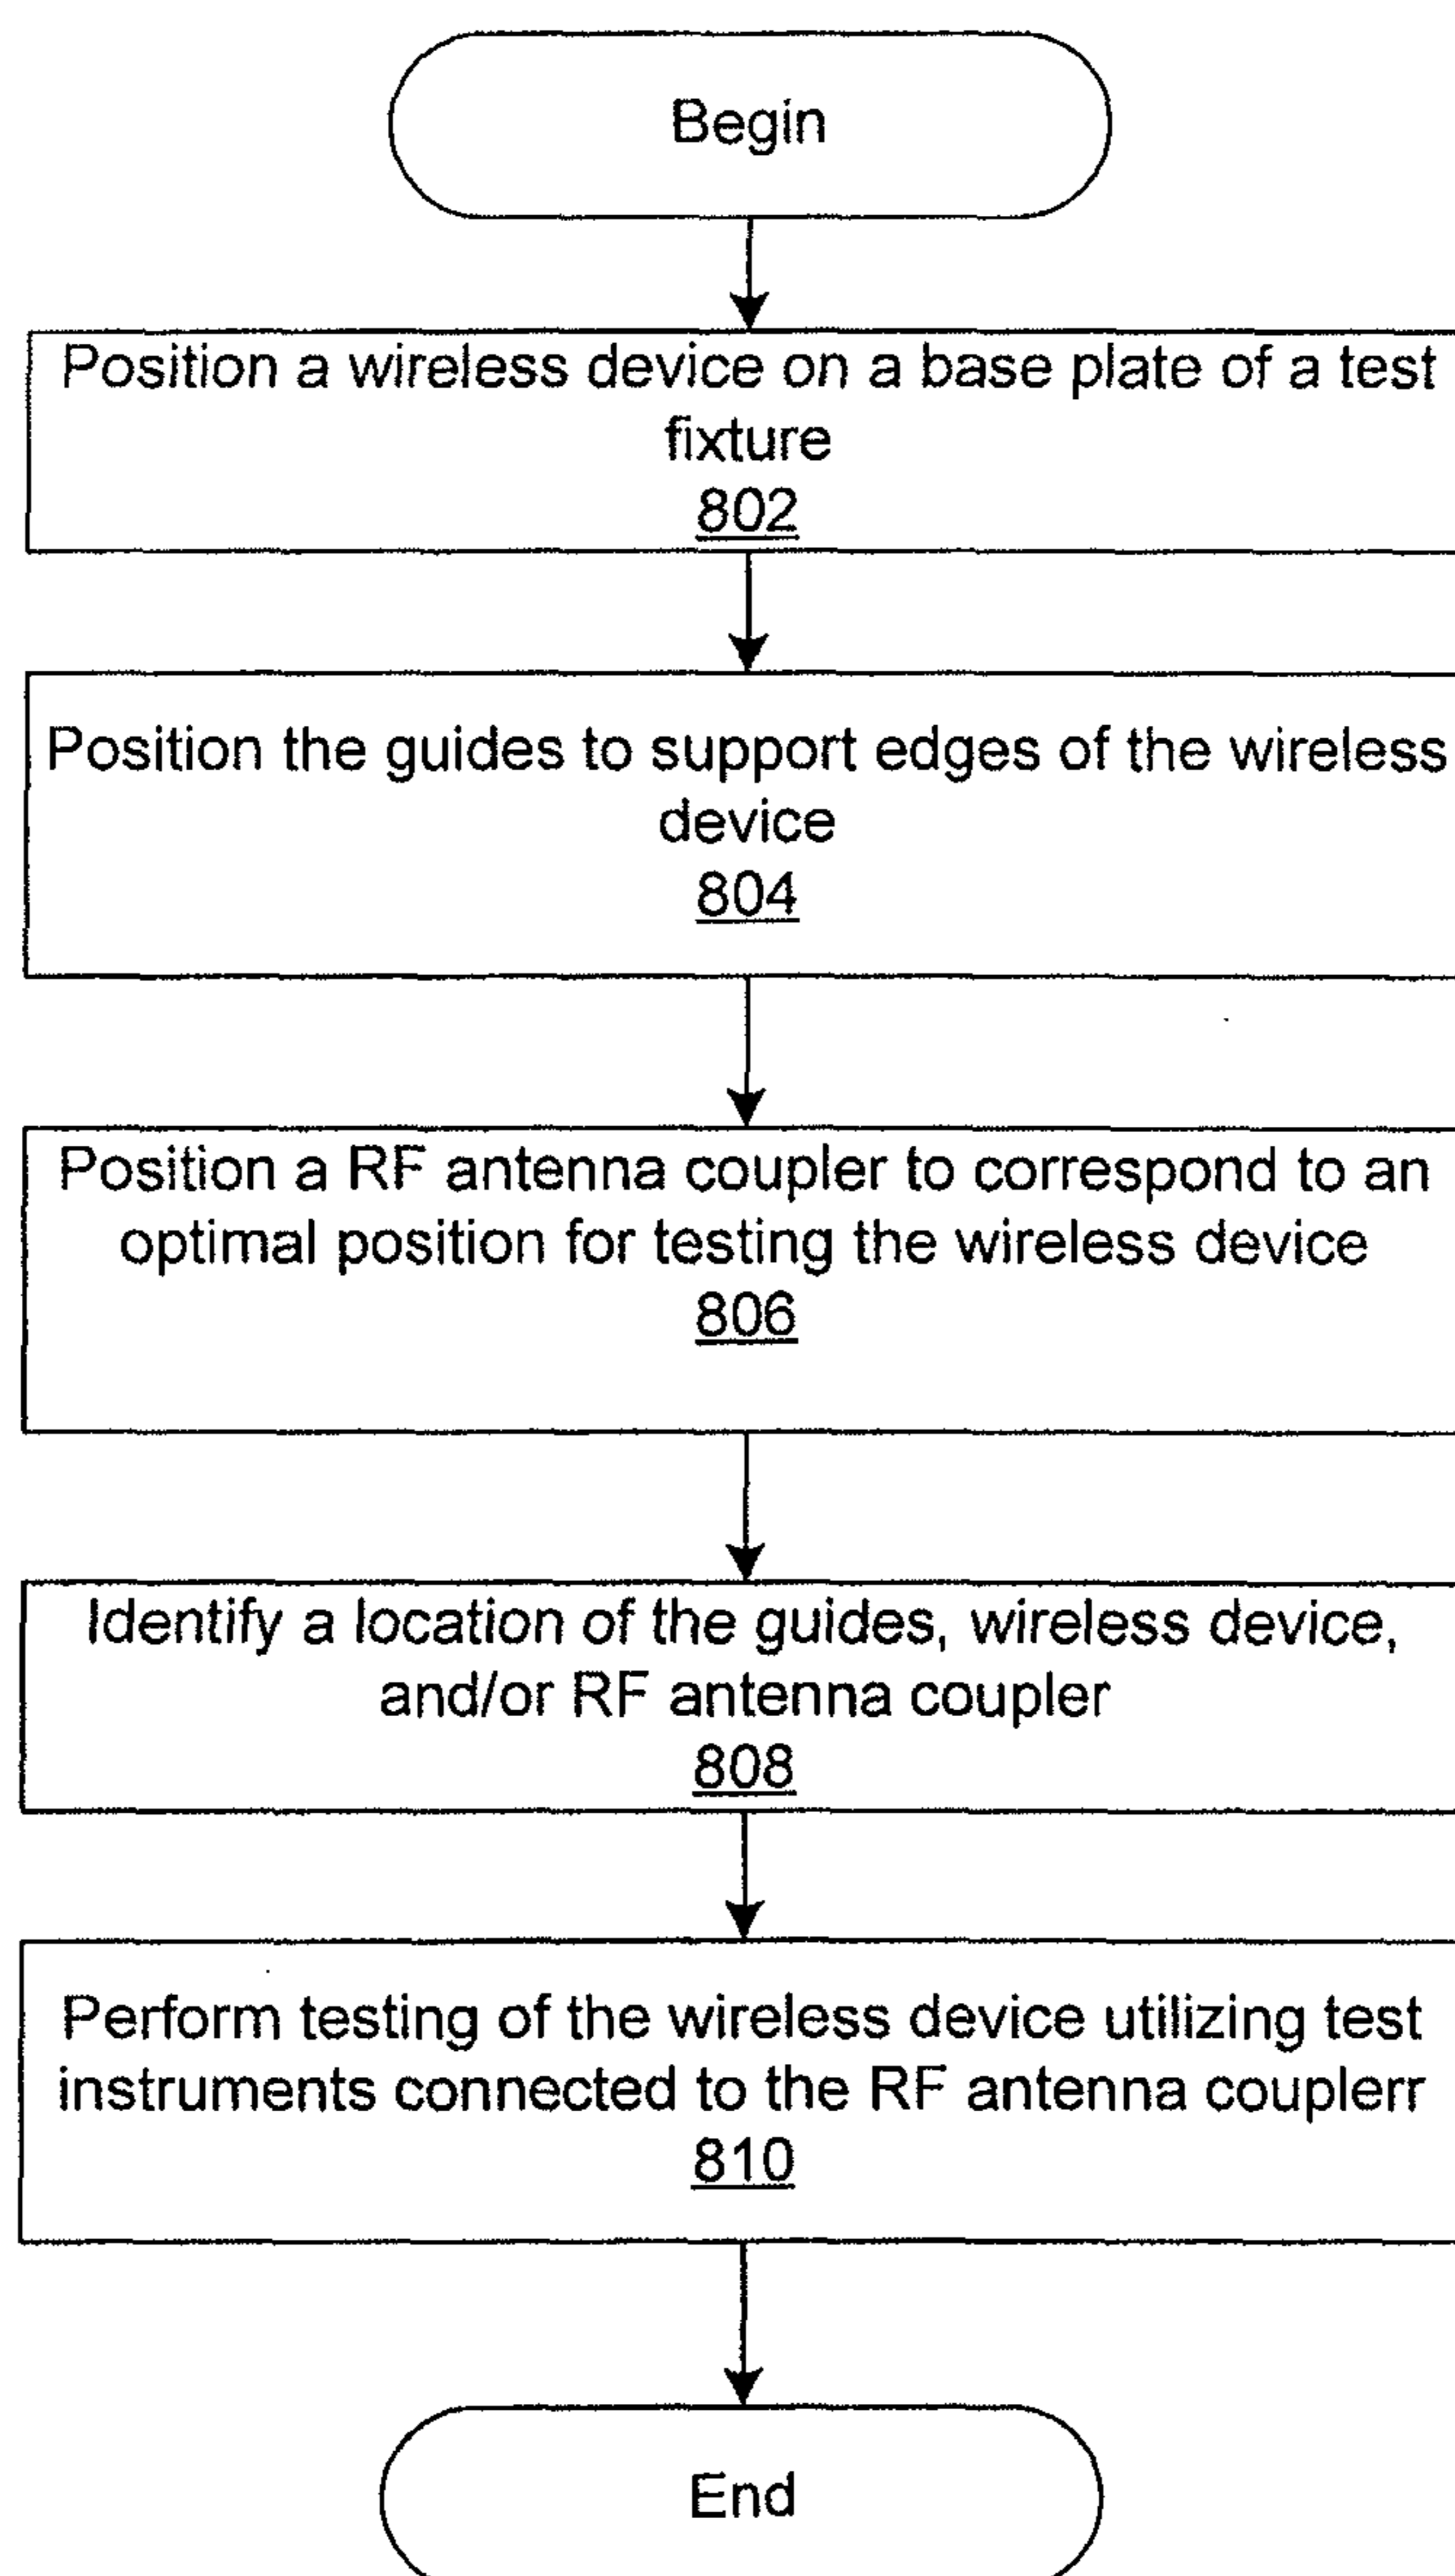 Begin
Position a wireless device on a base plate of a test
fixture
802
Position the guides to support edges of the wireless
device
804
Position a RF antenna coupler to correspond to an
optimal position for testing the wireless device
806
Identify a location of the guides, wireless device,
and/or RF antenna coupler
808
Perform testing of the wireless device utilizing test
instruments connected to the RF antenna couplerr
810
End